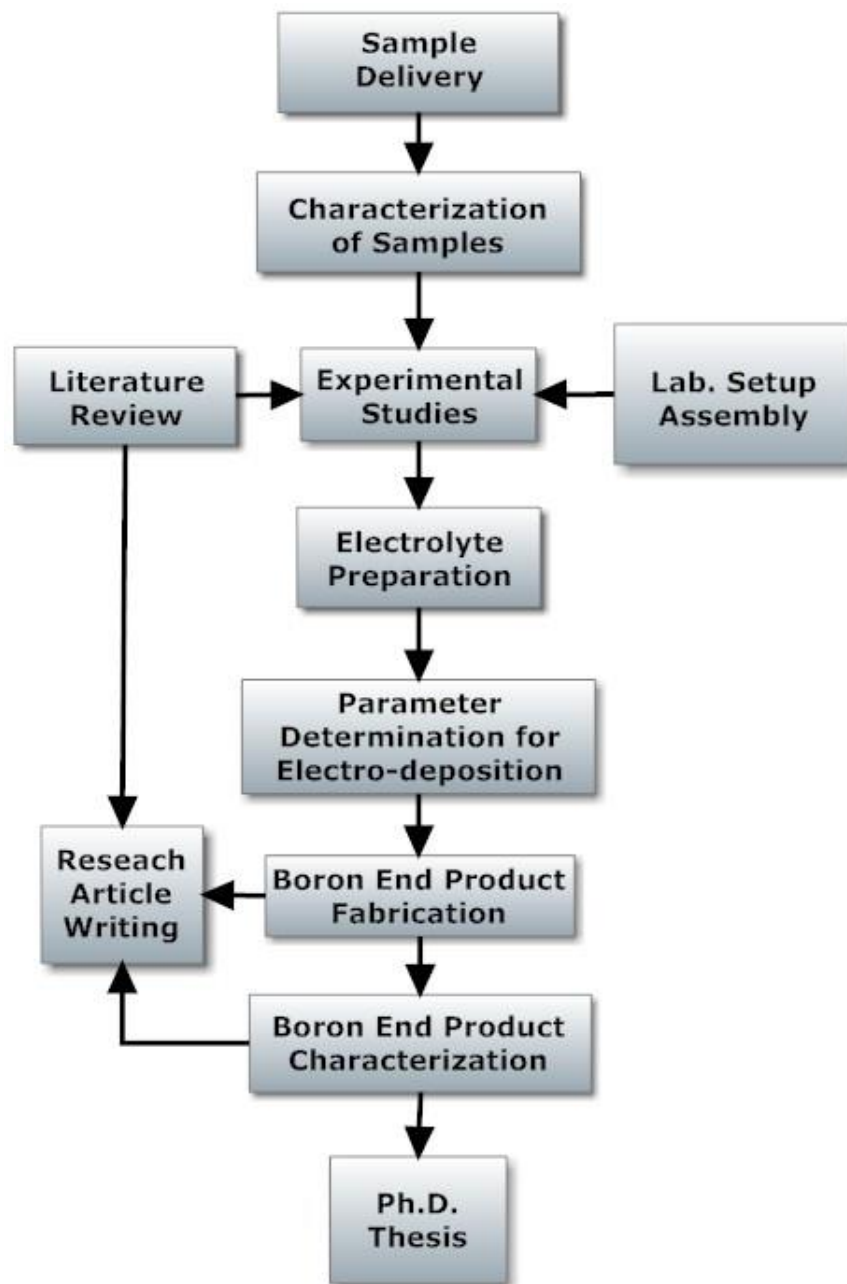 Sample
Delivery
Characterization
of Samples
Literature
Review
Experimental
Studies
Lab. Setup
Assembly
Electrolyte
Preparation
Parameter
Determination for
Electro-deposition
Reseach
Article
Writing
Boron End Product
Fabrication
Boron End Product
Characterization
Ph.D.
Thesis